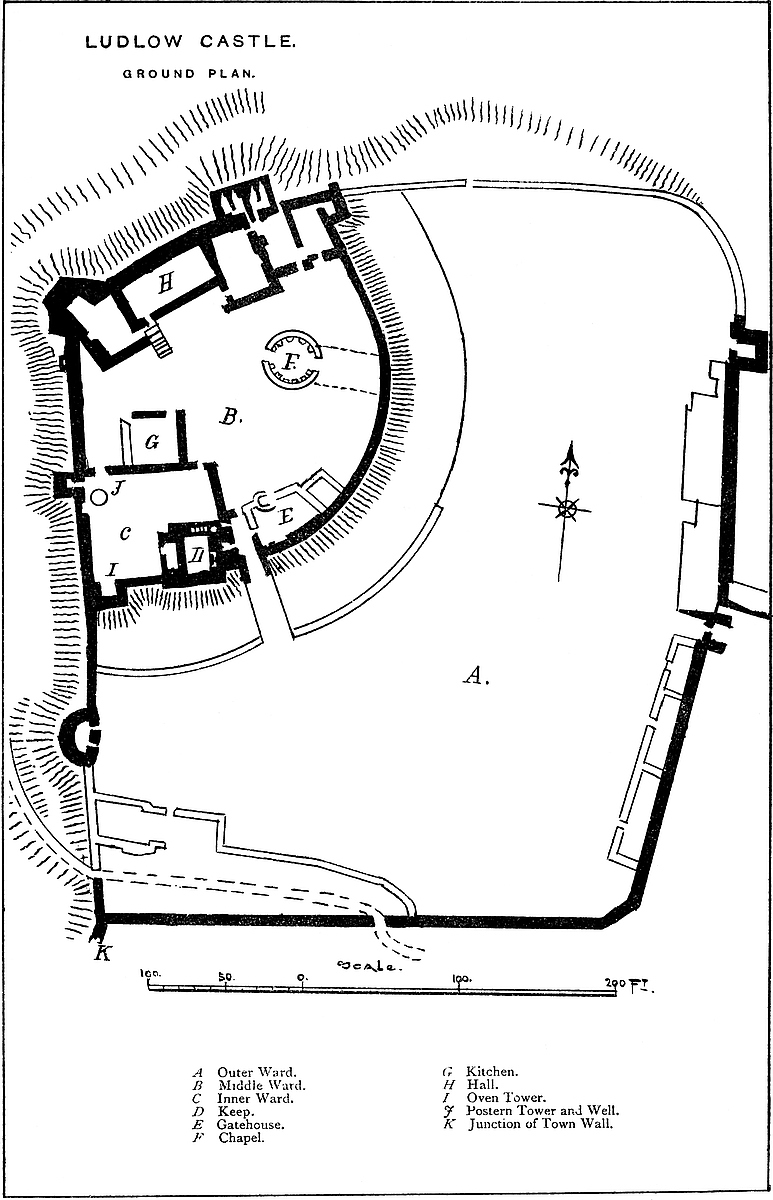 LUDLOW CASTLE.
GROUND PLAN.
H
F.
B.
G
J
C
E
D
I
A.
K
Scale.
100. 50. 0. 100. 200 FT.
A Outer Ward.
B Middle Ward.
C Inner Ward.
D Keep.
E Gatehouse.
F Chapel.
G Kitchen.
H Hall.
I Oven Tower.
J Postern Tower and Well.
K Junction of Town Wall.